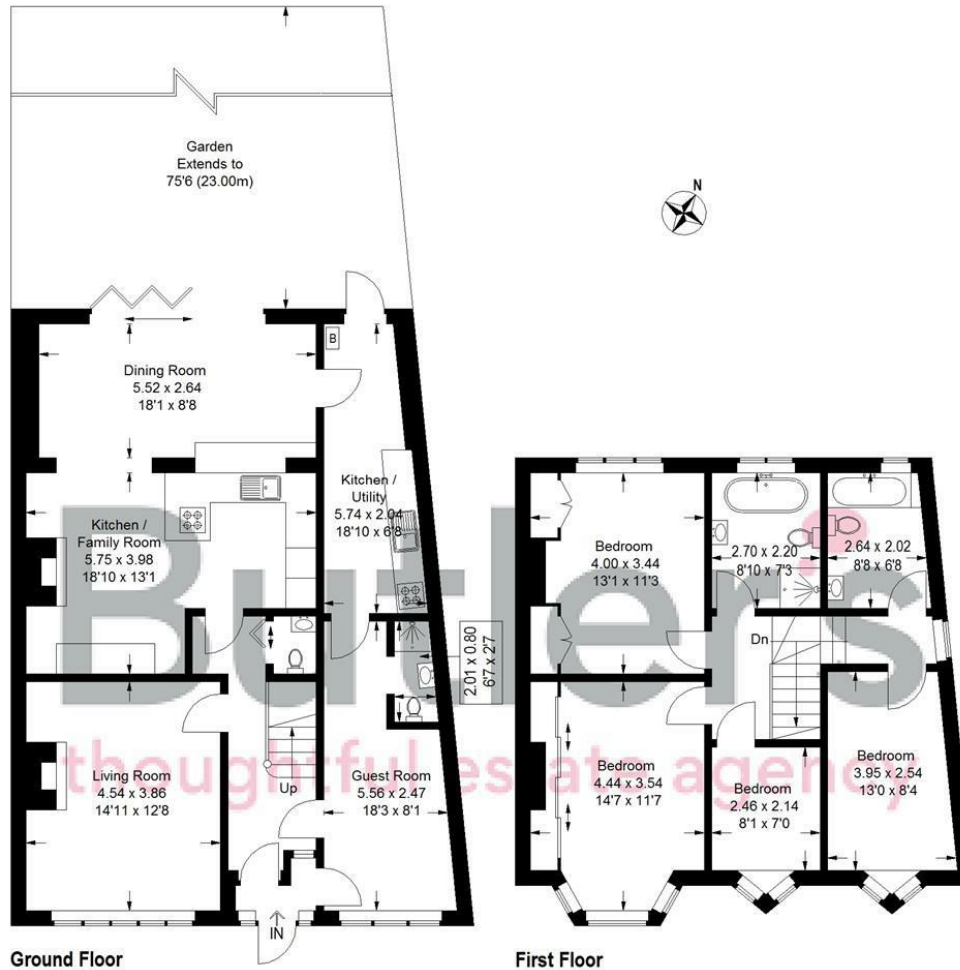 Garden
Extends to
75'6 (23.00m)
N
B
Dining Room
5.52 x 2.64
18'1 x 8'8
Kitchen /
Utility
5.74 x 2.04
18'10 x 6'8
Kitchen /
Family Room
5.75 x 3.98
18'10 x 13'1
2.01 x 0.80
6'7 x 2'7
Living Room
4.54 x 3.86
14'11 x 12'8
Up
Guest Room
5.56 x 2.47
18'3 x 8'1
IN
Ground Floor
Bedroom
4.00 x 3.44
13'1 x 11'3
2.70 x 2.20
8'10 x 7'3
2.64 x 2.02
8'8 x 6'8
Dn
Bedroom
4.44 x 3.54
14'7 x 11'7
Bedroom
2.46 x 2.14
8'1 x 7'0
Bedroom
3.95 x 2.54
13'0 x 8'4
First Floor
Butler's
thoughtful estate agency